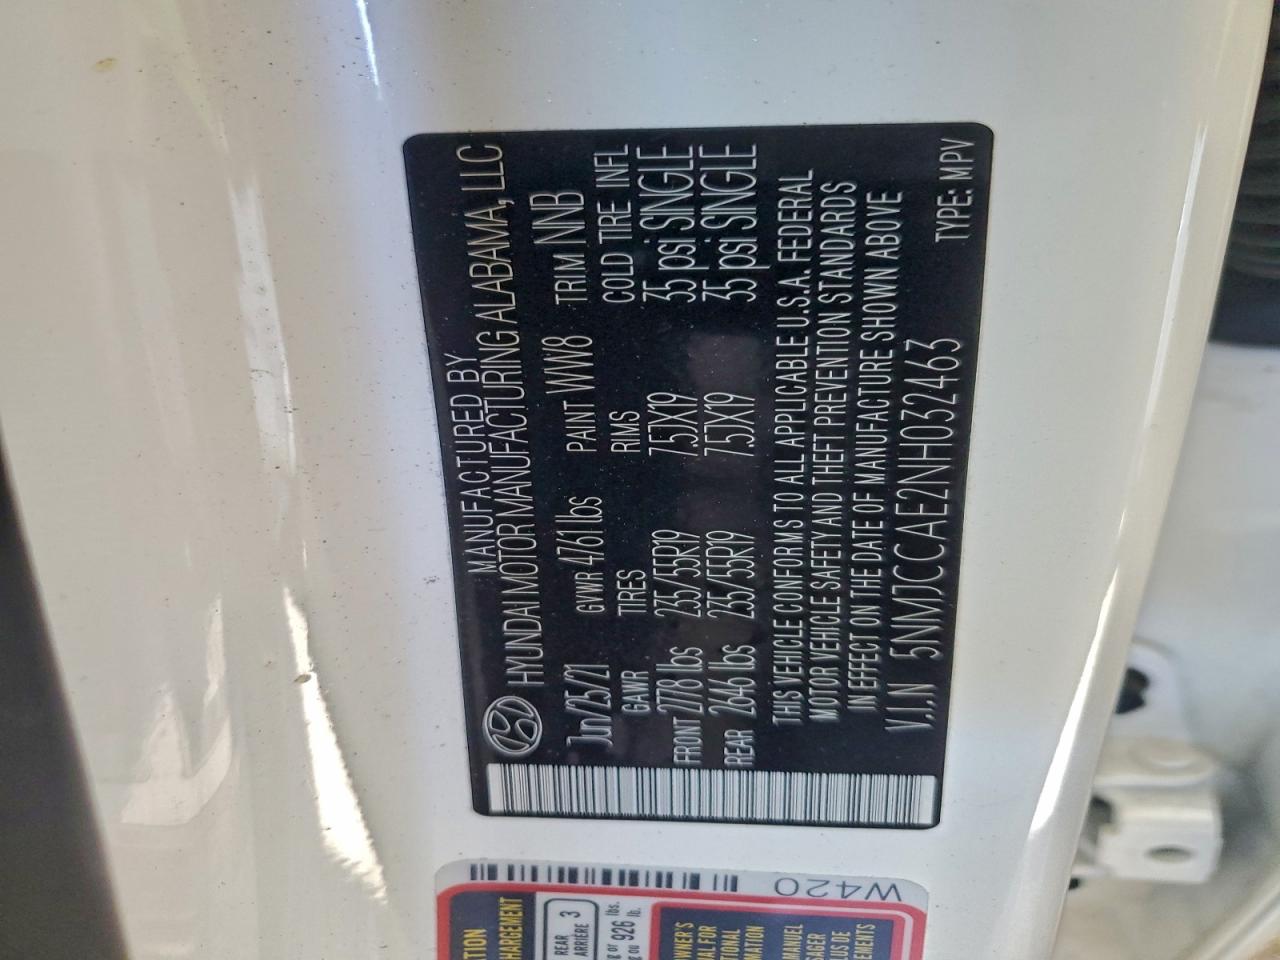 MANUFACTURED BY
HYUNDAI MOTOR MANUFACTURING ALABAMA, LLC
Jun/25/21 GVWR 4761 lbs PAINT WW8 TRIM NNB
GAWR TIRES RIMS COLD TIRE INFL
FRONT 2778 lbs 235/55R19 7.5JX19 35 psi SINGLE
REAR 2646 lbs 235/55R19 7.5JX19 35 psi SINGLE
THIS VEHICLE CONFORMS TO ALL APPLICABLE U.S.A. FEDERAL
MOTOR VEHICLE SAFETY AND THEFT PREVENTION STANDARDS
IN EFFECT ON THE DATE OF MANUFACTURE SHOWN ABOVE
V.I.N 5NMJCCAE2NH032463
TYPE: MPV
W420
REAR
ARRIÈRE 3
926 lbs.
lb.